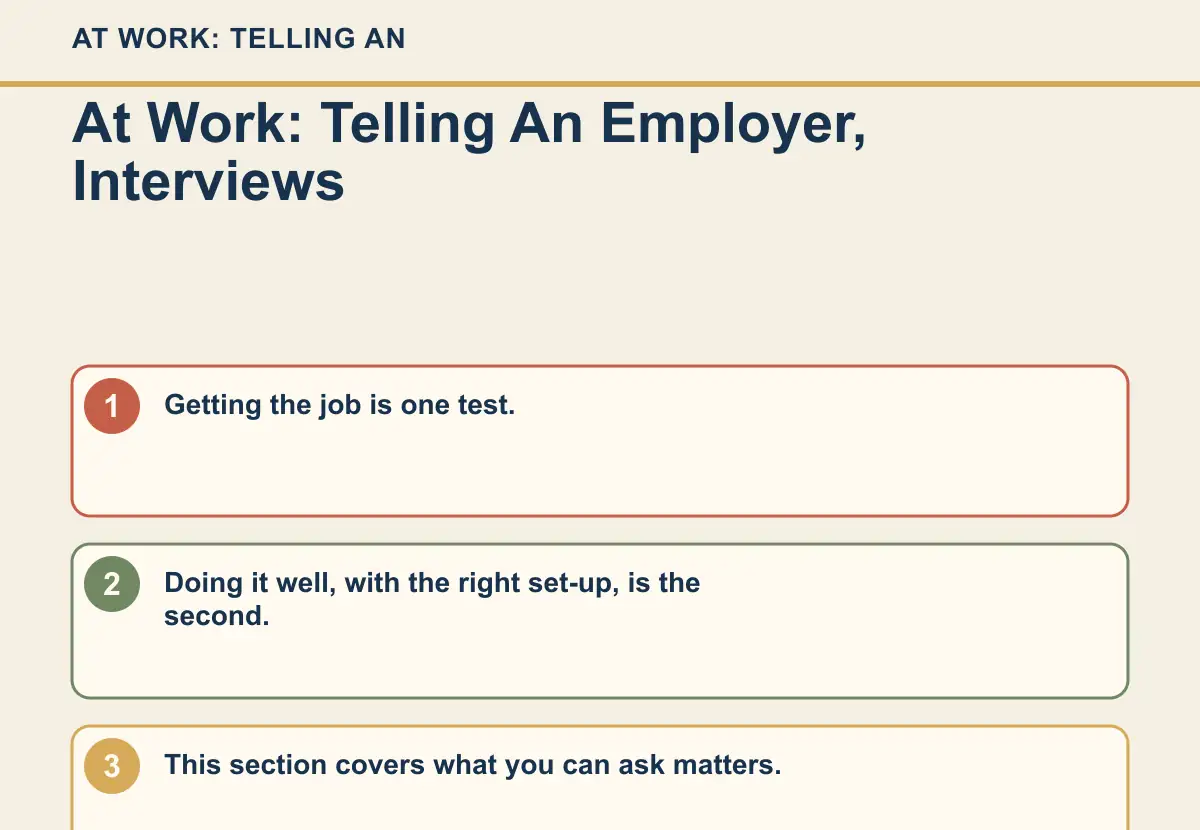 AT WORK: TELLING AN
At Work: Telling An Employer,
Interviews
1
Getting the job is one test.
2
Doing it well, with the right set-up, is the
second.
3
This section covers what you can ask matters.